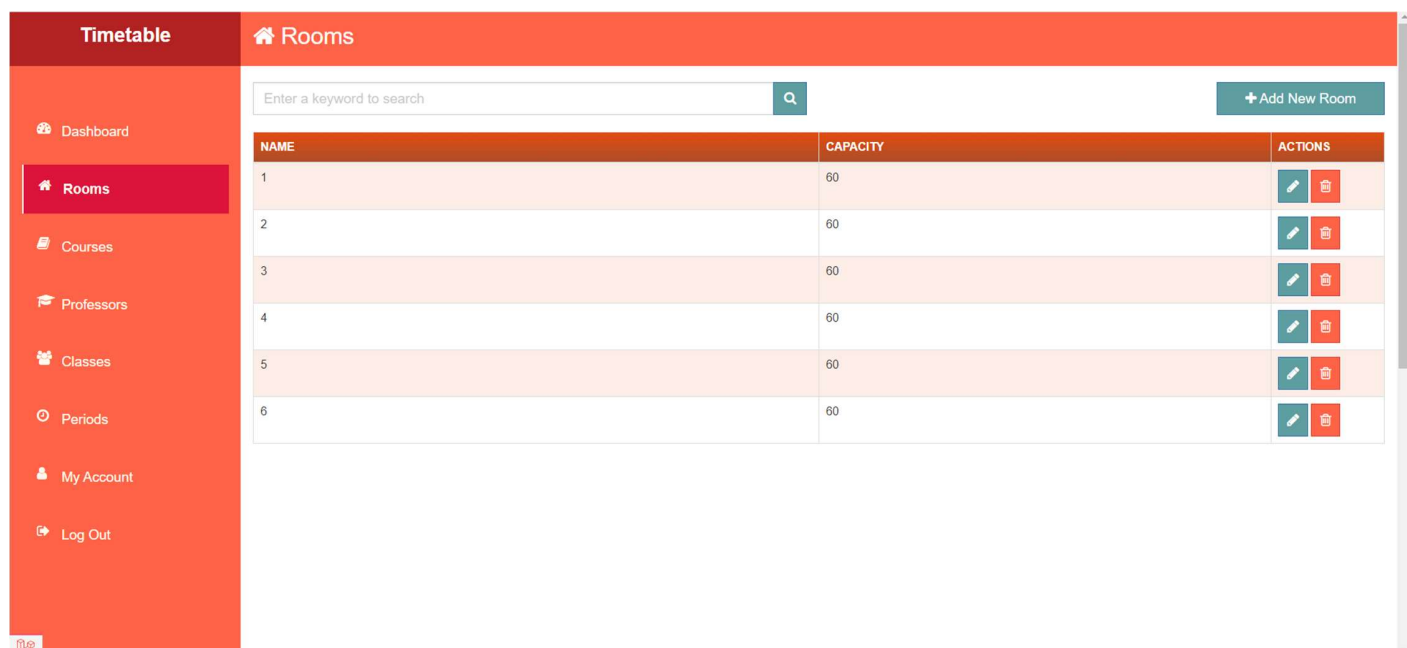 Timetable
Rooms
Enter a keyword to search
Add New Room
Dashboard
Rooms
Courses
Professors
Classes
Periods
My Account
Log Out
NAME CAPACITY ACTIONS
1 60
2 60
3 60
4 60
5 60
6 60